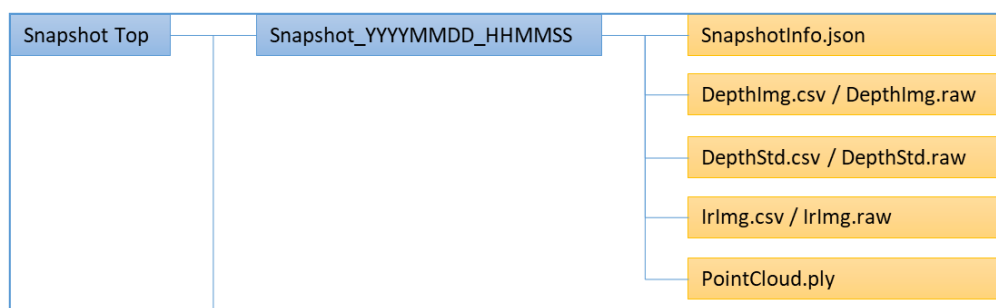 Snapshot Top
Snapshot_YYYYMMDD_HHMMSS
SnapshotInfo.json
DepthImg.csv / DepthImg.raw
DepthStd.csv / DepthStd.raw
IrImg.csv / IrImg.raw
PointCloud.ply